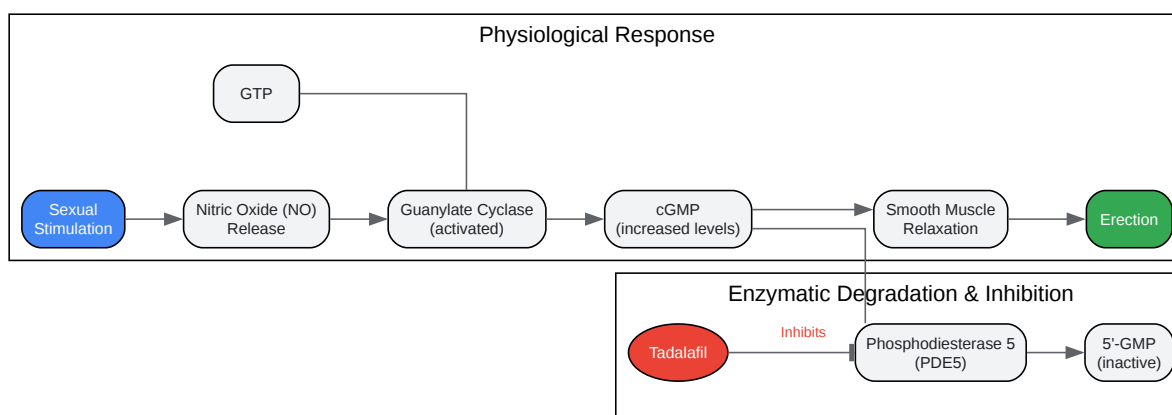 Physiological Response
GTP
Sexual
Stimulation
Nitric Oxide (NO)
Release
Guanylate Cyclase
(activated)
cGMP
(increased levels)
Smooth Muscle
Relaxation
Erection
Enzymatic Degradation & Inhibition
Tadalafil
Inhibits
Phosphodiesterase 5
(PDE5)
5'-GMP
(inactive)